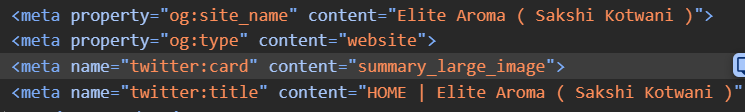 <meta property="og:site_name" content="Elite Aroma ( Sakshi Kotwani )">
<meta property="og:type" content="website">
<meta name="twitter:card" content="summary_large_image">
<meta name="twitter:title" content="HOME | Elite Aroma ( Sakshi Kotwani )"